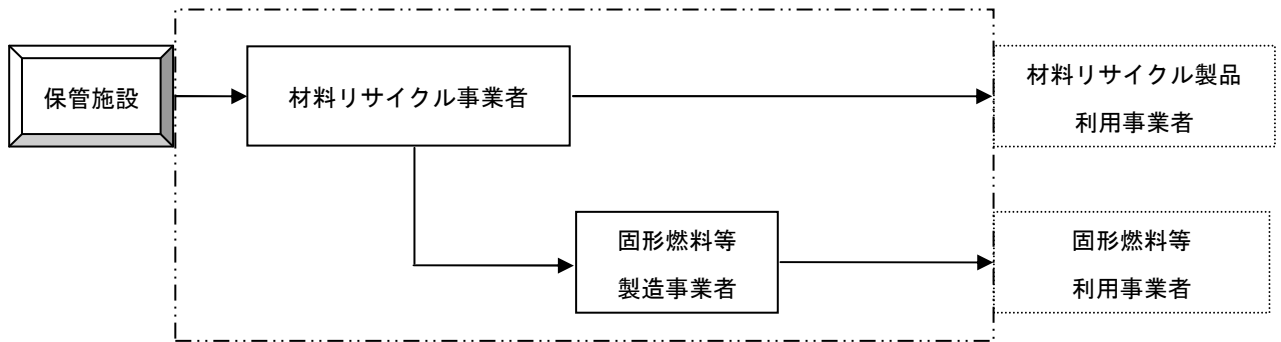 保管施設
材料リサイクル事業者
材料リサイクル製品
利用事業者
固形燃料等
製造事業者
固形燃料等
利用事業者